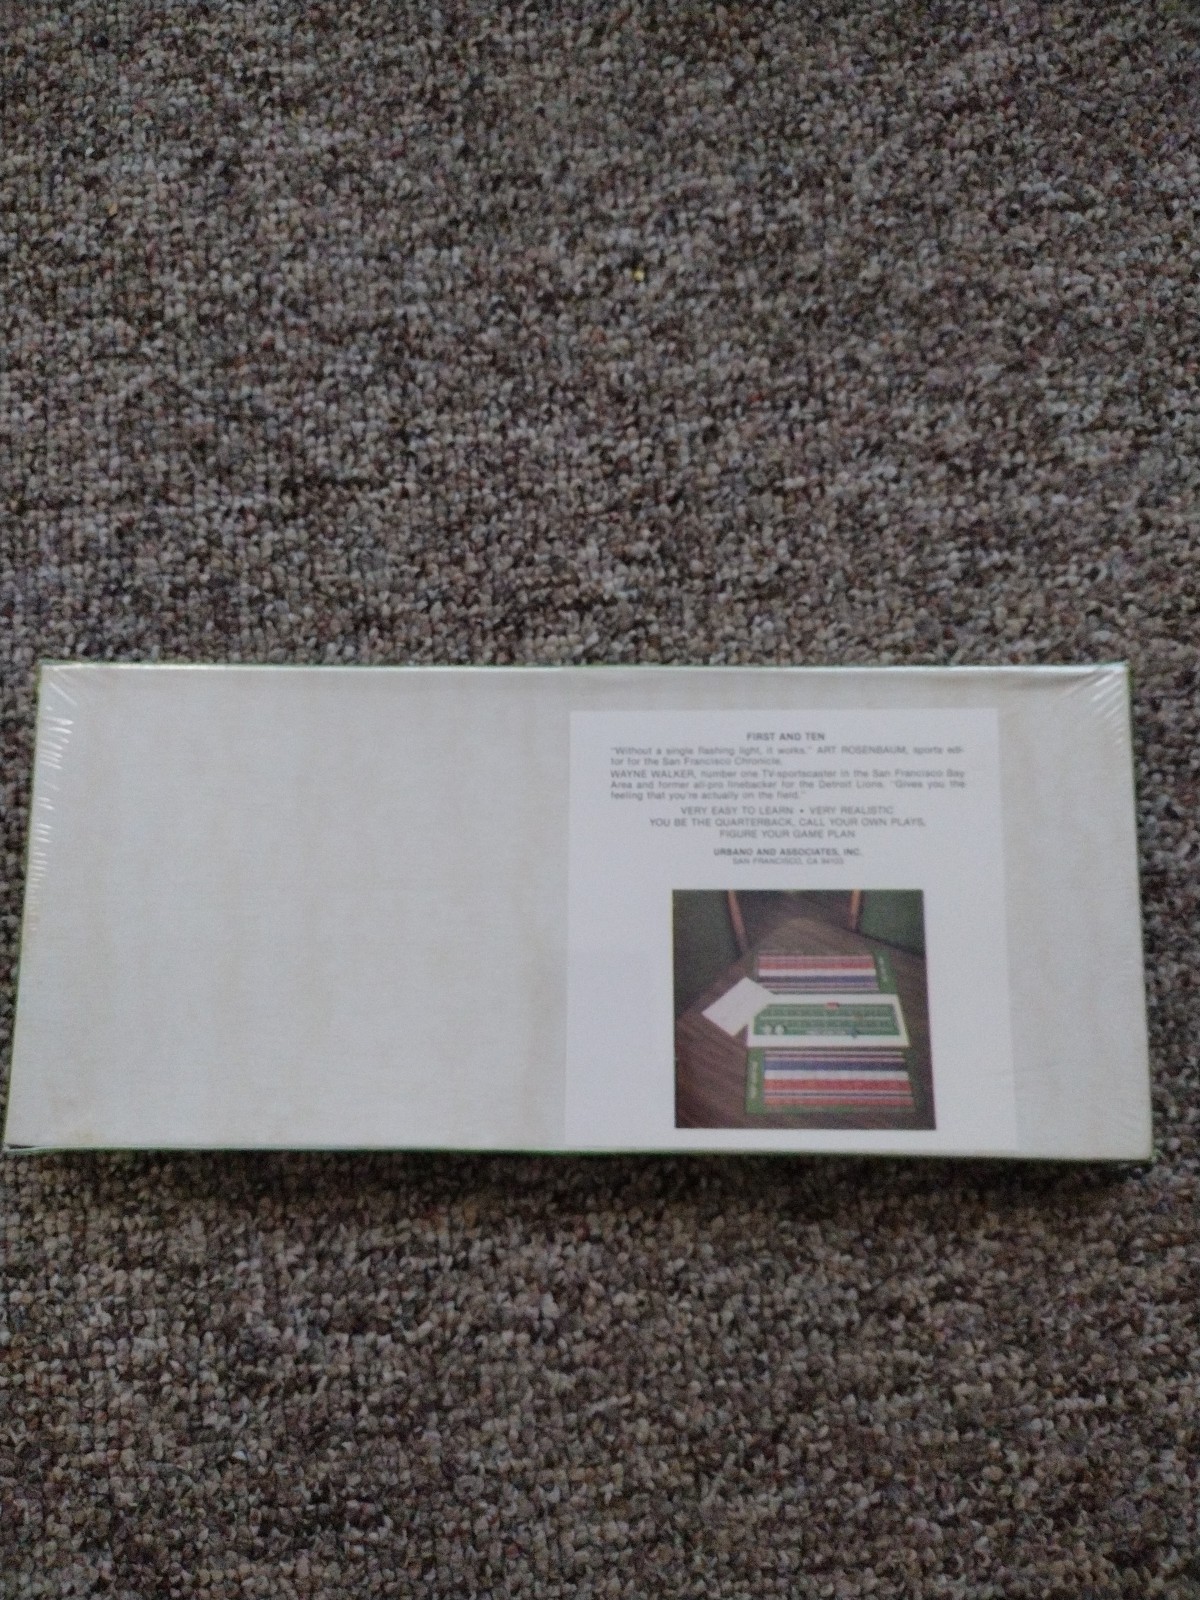 FIRST AND TEN
"Without a single flashing light, it works." ART ROSENBAUM, sports edi-
tor for the San Francisco Chronicle.
WAYNE WALKER, number one TV-sportscaster in the San Francisco Bay
Area and former all-pro linebacker for the Detroit Lions, "Gives you the
feeling that you're actually on the field."
VERY EASY TO LEARN • VERY REALISTIC
YOU BE THE QUARTERBACK, CALL YOUR OWN PLAYS,
FIGURE YOUR GAME PLAN
URBANO AND ASSOCIATES, INC.
SAN FRANCISCO, CA